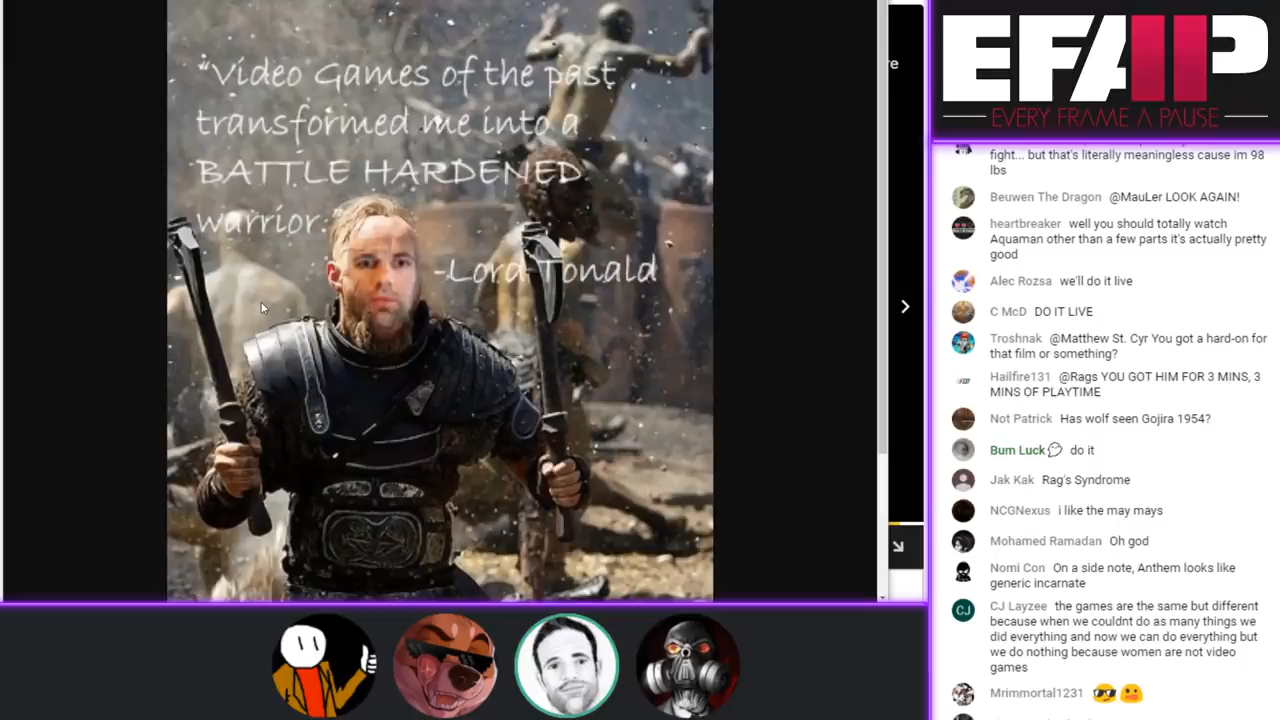 "Video Games of the past
transformed me into a
BATTLE HARDENED
warrior."
-Lord Tonald
re
EFAP
EVERY FRAME A PAUSE
fight... but that's literally meaningless cause im 98
lbs
Beuwen The Dragon @MauLer LOOK AGAIN!
heartbreaker well you should totally watch
Aquaman other than a few parts it's actually pretty
good
Alec Rozsa we'll do it live
C McD DO IT LIVE
Troshnak @Matthew St. Cyr You got a hard-on for
that film or something?
Hailfire131 @Rags YOU GOT HIM FOR 3 MINS, 3
MINS OF PLAYTIME
Not Patrick Has wolf seen Gojira 1954?
Bum Luck do it
Jak Kak Rag's Syndrome
NCGNexus i like the may mays
Mohamed Ramadan Oh god
Nomi Con On a side note, Anthem looks like
generic incarnate
CJ
CJ Layzee the games are the same but different
because when we couldnt do as many things we
did everything and now we can do everything but
we do nothing because women are not video
games
Mrimmortal1231